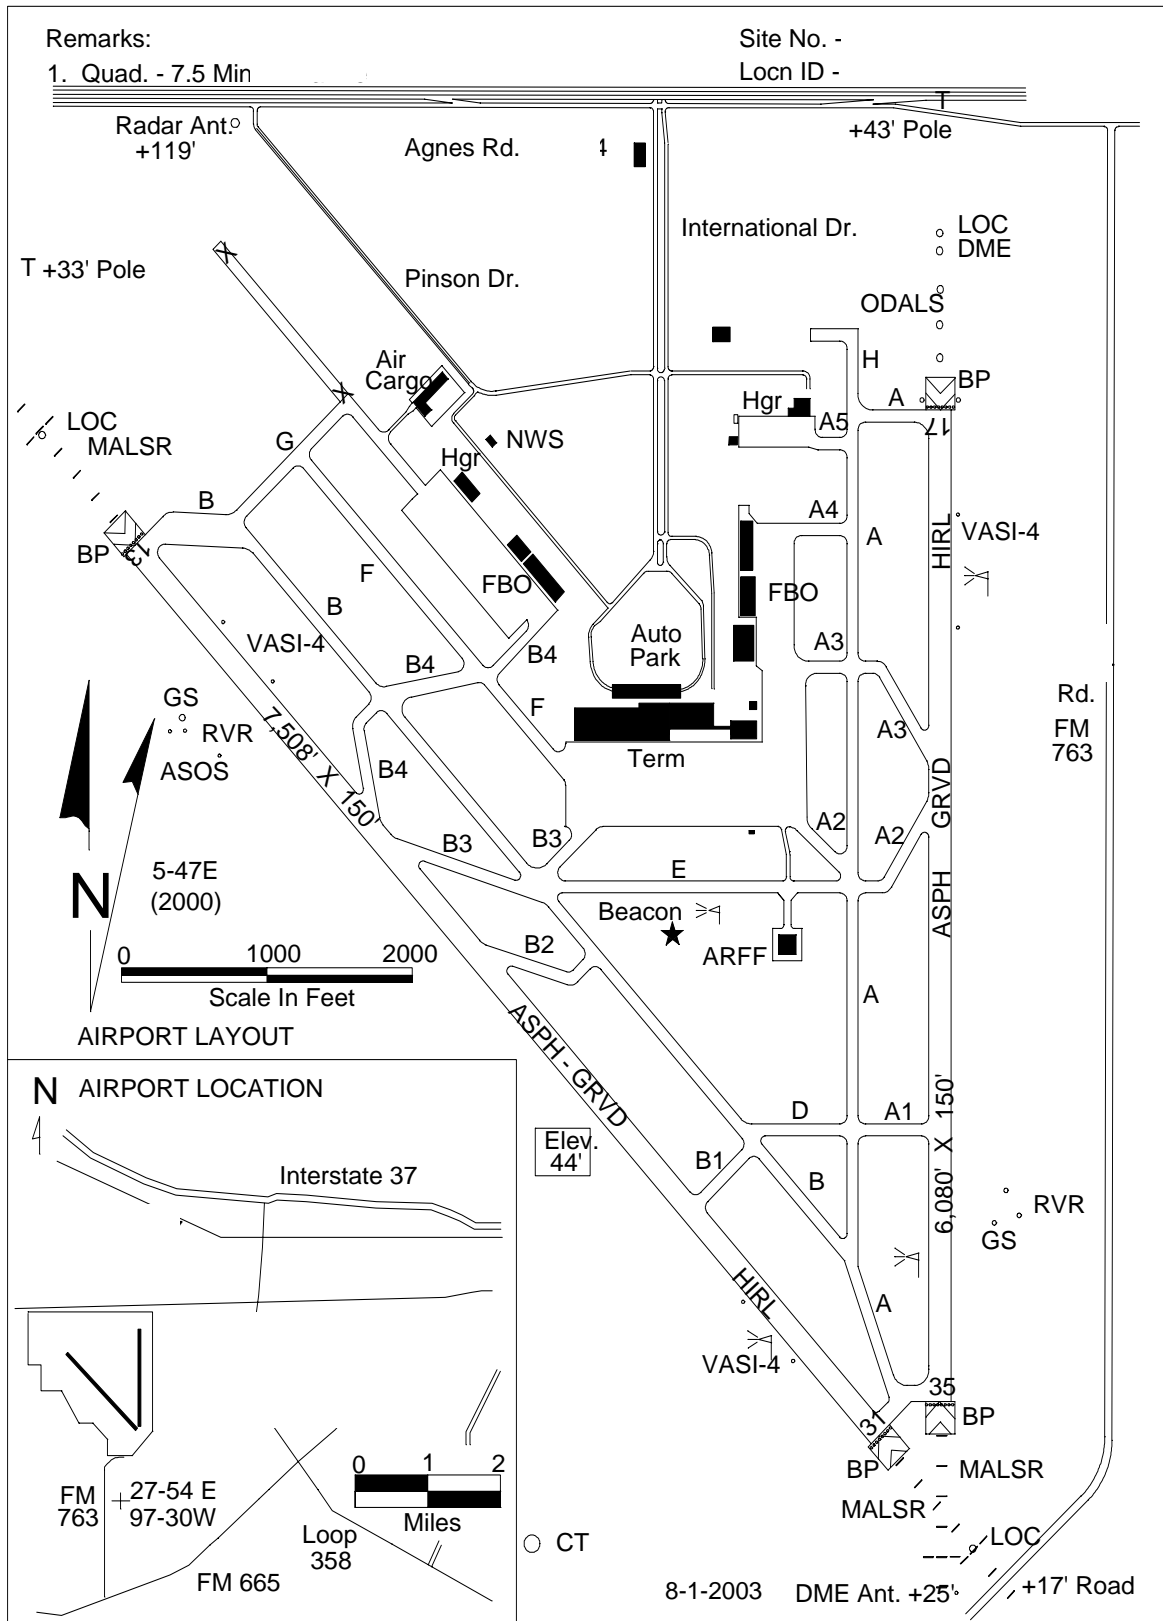 Remarks:
Site No. -
1. Quad. - 7.5 Min
Locn ID -
T
Radar Ant.
+119'
Agnes Rd.
+43' Pole
International Dr.
LOC
DME
T +33' Pole
Pinson Dr.
X
ODALS
H
Air
Cargo
X
BP
A
Hgr
A5
17
LOC
MALSR
G
NWS
Hgr
B
A4
A
HIRL
VASI-4
13
BP
F
FBO
FBO
B
VASI-4
Auto
Park
A3
B4
B4
GS
RVR
ASOS
F
Rd.
FM
763
A3
7,508' X 150'
B4
Term
GRVD
B3
B3
A2
A2
5-47E
(2000)
N
E
ASPH
Beacon
B2
ARFF
0 1000 2000
Scale In Feet
A
ASPH - GRVD
AIRPORT LAYOUT
N AIRPORT LOCATION
D
A1
6,080' X 150'
Elev.
44'
B1
B
Interstate 37
RVR
GS
HIRL
A
VASI-4
35
31
BP
BP
MALSR
MALSR
0 1 2
Miles
FM
763
27-54 E
97-30W
Loop
358
FM 665
CT
LOC
8-1-2003
DME Ant. +25'
+17' Road